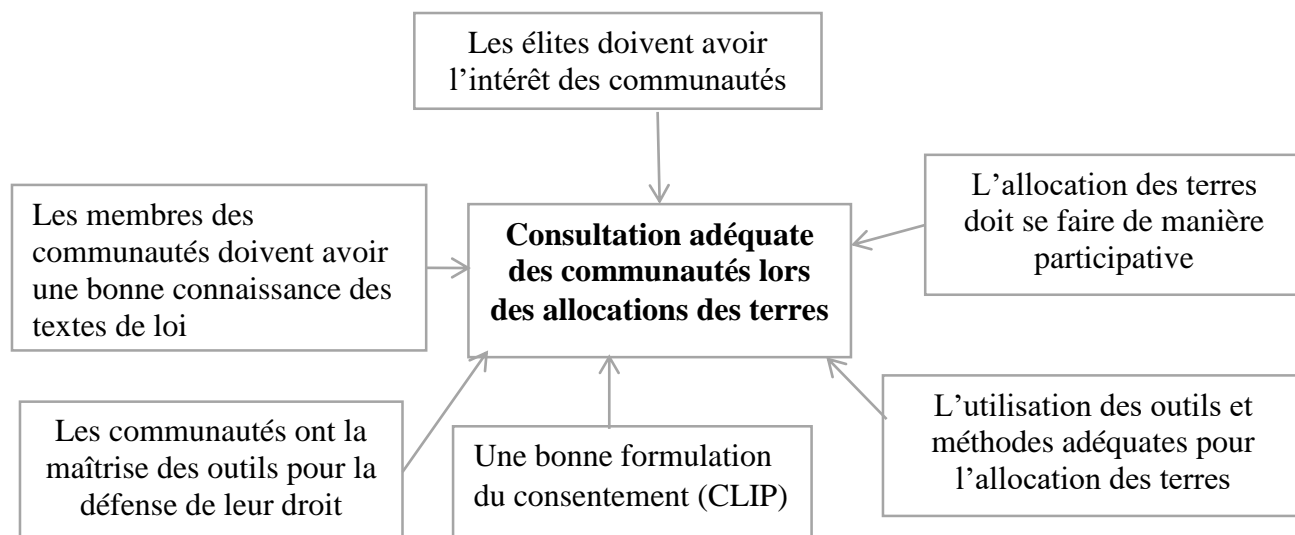 Les élites doivent avoir
l’intérêt des communautés
Les membres des
communautés doivent avoir
une bonne connaissance des
textes de loi
Consultation adéquate
des communautés lors
des allocations des terres
L’allocation des terres
doit se faire de manière
participative
Les communautés ont la
maîtrise des outils pour la
défense de leur droit
Une bonne formulation
du consentement (CLIP)
L’utilisation des outils et
méthodes adéquates pour
l’allocation des terres